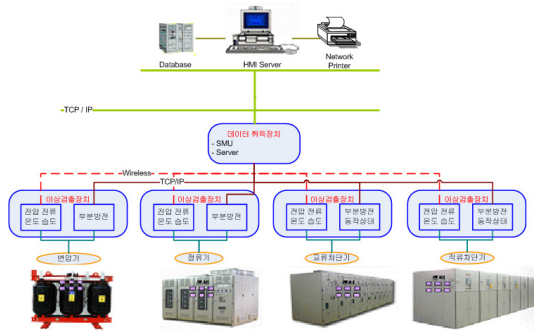 Database
HMI Server
Network
Printer
TCP / IP
데이터 취득장치
- SMU
- Server
Wireless
TCP/IP
이상검출장치
전압 전류
온도 습도
부분방전
변압기
이상검출장치
전압 전류
온도 습도
부분방전
정류기
이상검출장치
전압 전류
온도 습도
부분방전
동작상태
교류차단기
이상검출장치
전압 전류
온도 습도
부분방전
동작상태
직류차단기